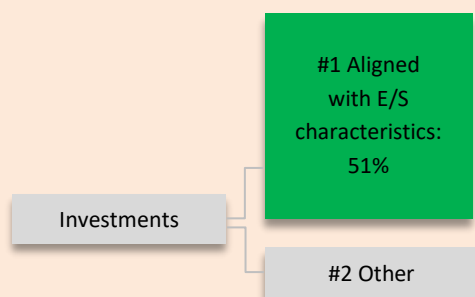 #1 Aligned
with E/S
characteristics:
51%
Investments
#2 Other